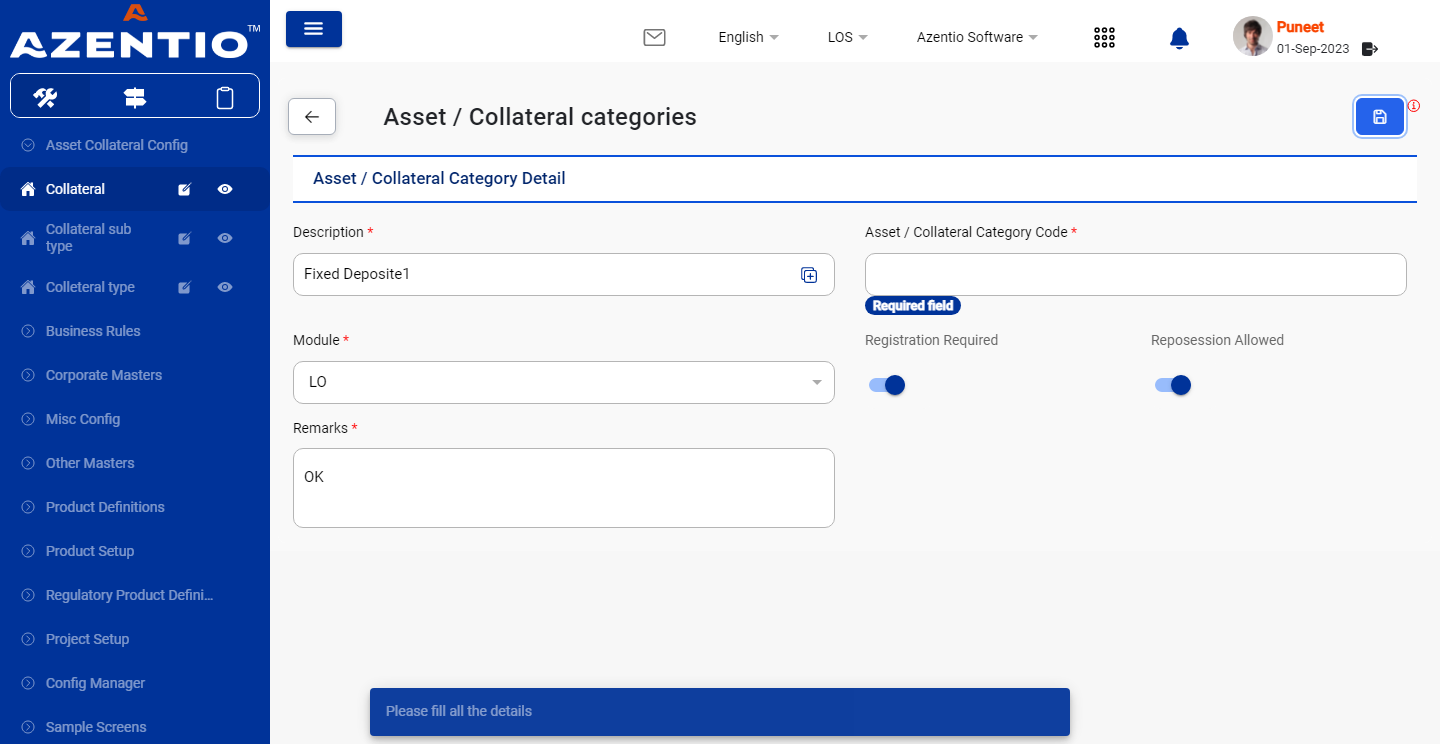 AZENTIO TM
English
LOS
Azentio Software
Puneet
01-Sep-2023
Asset Collateral Config
Collateral
Collateral sub
type
Colleteral type
Business Rules
Corporate Masters
Misc Config
Other Masters
Product Definitions
Product Setup
Regulatory Product Defini...
Project Setup
Config Manager
Sample Screens
Asset / Collateral categories
Asset / Collateral Category Detail
Description *
Fixed Deposite1
Asset / Collateral Category Code *
Required field
Module *
LO
Registration Required
Reposession Allowed
Remarks *
OK
Please fill all the details